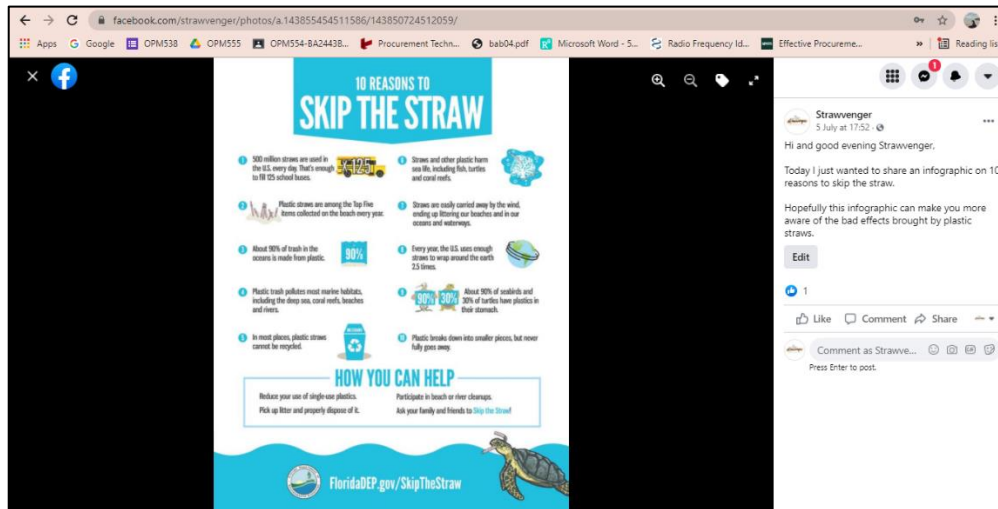 facebook.com/strawvenger/photos/a.143855454511586/143850724512059/
Apps Google OPM538 OPM555 OPM554-BA2443B... Procurement Techn... bab04.pdf Microsoft Word - 5... Radio Frequency Id... Effective Procureme... » Reading lis
10 REASONS TO
SKIP THE STRAW
1 500 million straws are used in
the U.S. every day. That's enough
to fill 125 school buses.
X 125
2 Plastic straws are among the Top Five
items collected on the beach every year.
3 About 90% of trash in the
oceans is made from plastic.
90%
4 Plastic trash pollutes most marine habitats,
including the deep sea, coral reefs, beaches
and rivers.
5 In most places, plastic straws
cannot be recycled.
6 Straws and other plastic harm
sea life, including fish, turtles
and coral reefs.
7 Straws are easily carried away by the wind,
ending up littering our beaches and in our
oceans and waterways.
8 Every year, the U.S. uses enough
straws to wrap around the earth
2.5 times.
9 90% 30% About 90% of seabirds and
30% of turtles have plastics in
their stomach.
10 Plastic breaks down into smaller pieces, but never
fully goes away.
HOW YOU CAN HELP
Reduce your use of single-use plastics.
Pick up litter and properly dispose of it.
Participate in beach or river cleanups.
Ask your family and friends to Skip the Straw!
FloridaDEP.gov/SkipTheStraw
1
Strawvenger
5 July at 17:52 ·
Hi and good evening Strawvenger,
Today I just wanted to share an infographic on 10
reasons to skip the straw.
Hopefully this infographic can make you more
aware of the bad effects brought by plastic
straws.
Edit
1
Like Comment Share
Comment as Strawve...
Press Enter to post.